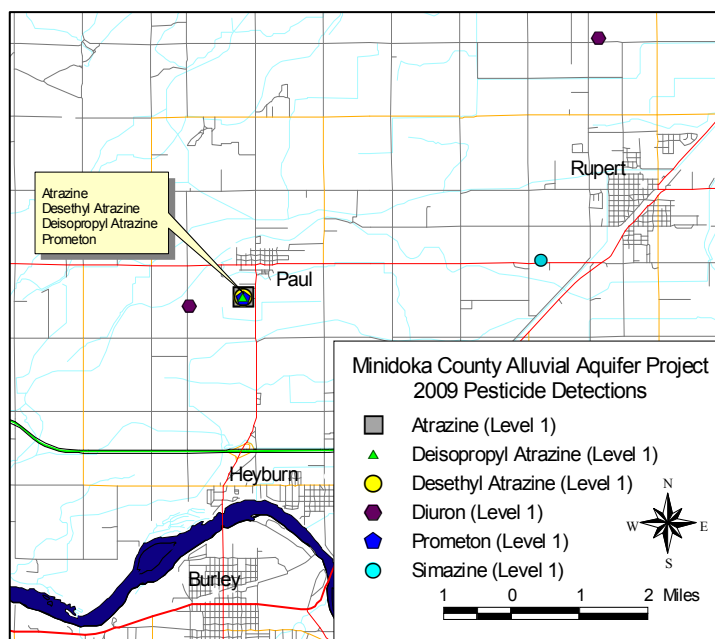 Rupert
Atrazine
Desethyl Atrazine
Deisopropyl Atrazine
Prometon
Paul
Minidoka County Alluvial Aquifer Project
2009 Pesticide Detections
Atrazine (Level 1)
Deisopropyl Atrazine (Level 1)
Desethyl Atrazine (Level 1)
Diuron (Level 1)
Prometon (Level 1)
Simazine (Level 1)
N
W E
S
1 0 1 2 Miles
Heyburn
Burley